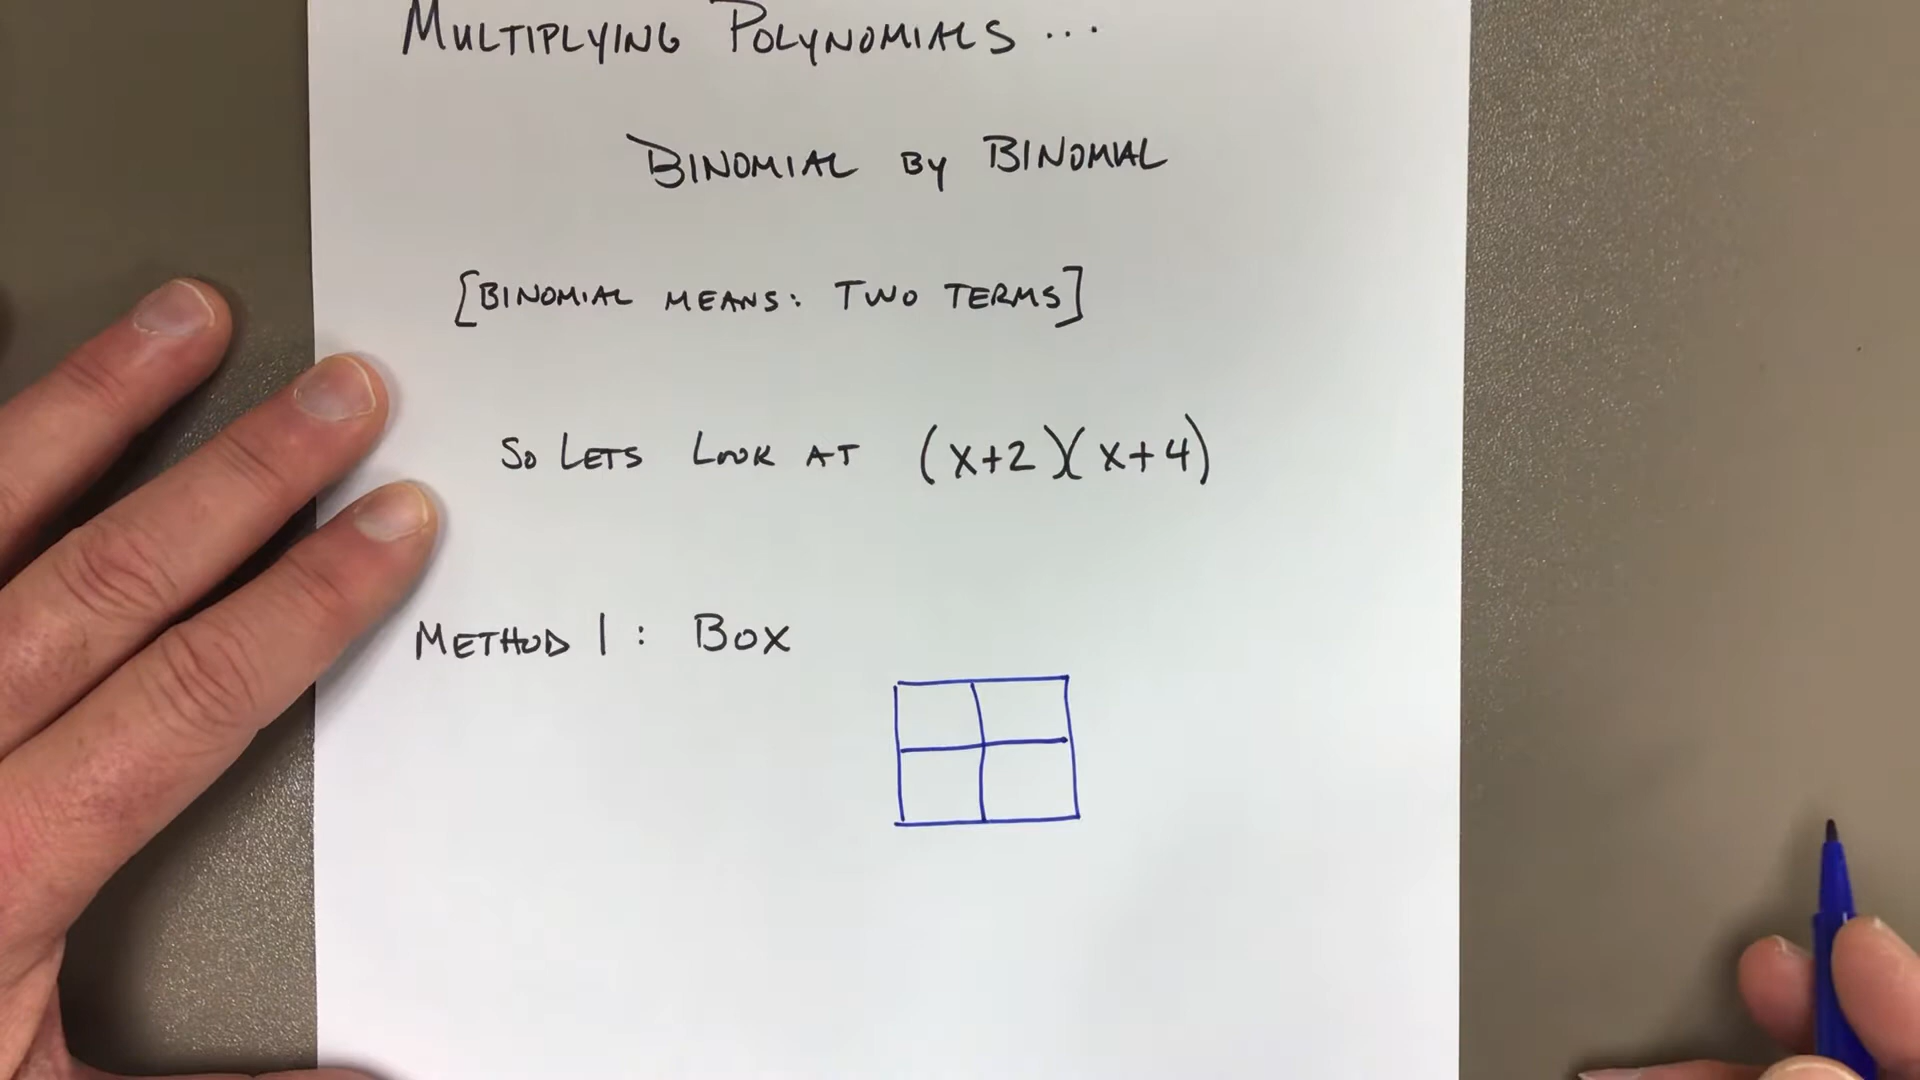 MULTIPLYING POLYNOMIALS ...
BINOMIAL BY BINOMIAL
[BINOMIAL MEANS: TWO TERMS]
SO LETS LOOK AT (x+2)(x+4)
METHOD 1: BOX